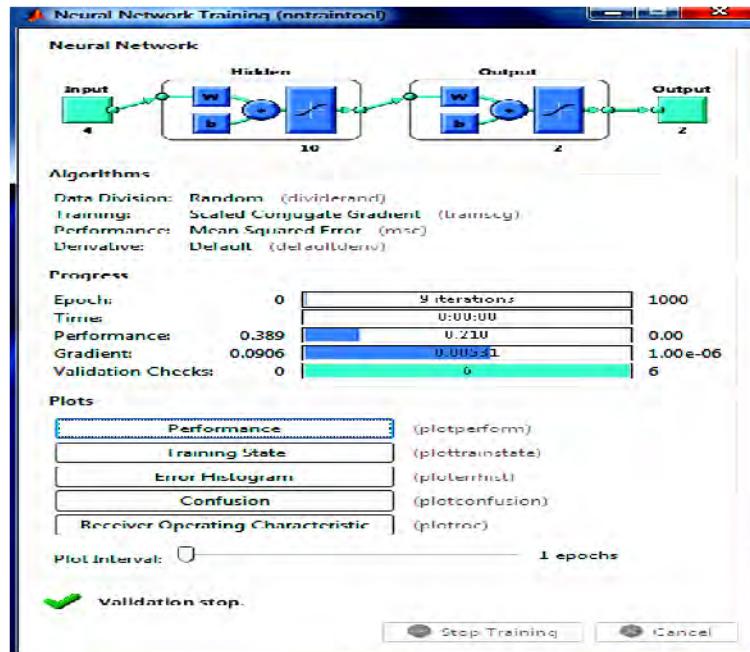 Neural Network Training (nntraintool)
Neural Network
Hidden Output
Input Output
W W
b b
+ +
4 10 2 2
Algorithms
Data Division: Random (dividerand)
Training: Scaled Conjugate Gradient (trainscg)
Performance: Mean Squared Error (mse)
Derivative: Default (defaultderiv)
Progress
Epoch: 0 9 iterations 1000
Time: 0:00:00
Performance: 0.389 0.210 0.00
Gradient: 0.0906 0.00531 1.00e-06
Validation Checks: 0 6 6
Plots
Performance (plotperform)
Training State (plottrainstate)
Error Histogram (ploterrhist)
Confusion (plotconfusion)
Receiver Operating Characteristic (plotroc)
Plot Interval: 1 epochs
Validation stop.
Stop Training Cancel